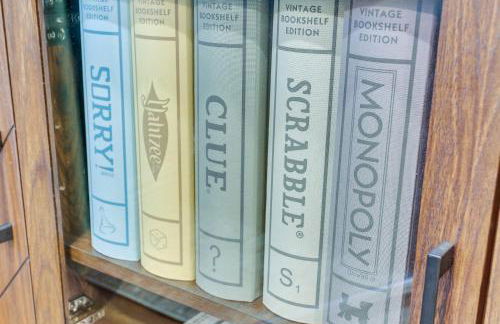 VINTAGE
BOOKSHELF
EDITION
SORRY!
VINTAGE
BOOKSHELF
EDITION
Yahtzee
VINTAGE
BOOKSHELF
EDITION
CLUE
?
VINTAGE
BOOKSHELF
EDITION
SCRABBLE®
S1
VINTAGE
BOOKSHELF
EDITION
MONOPOLY